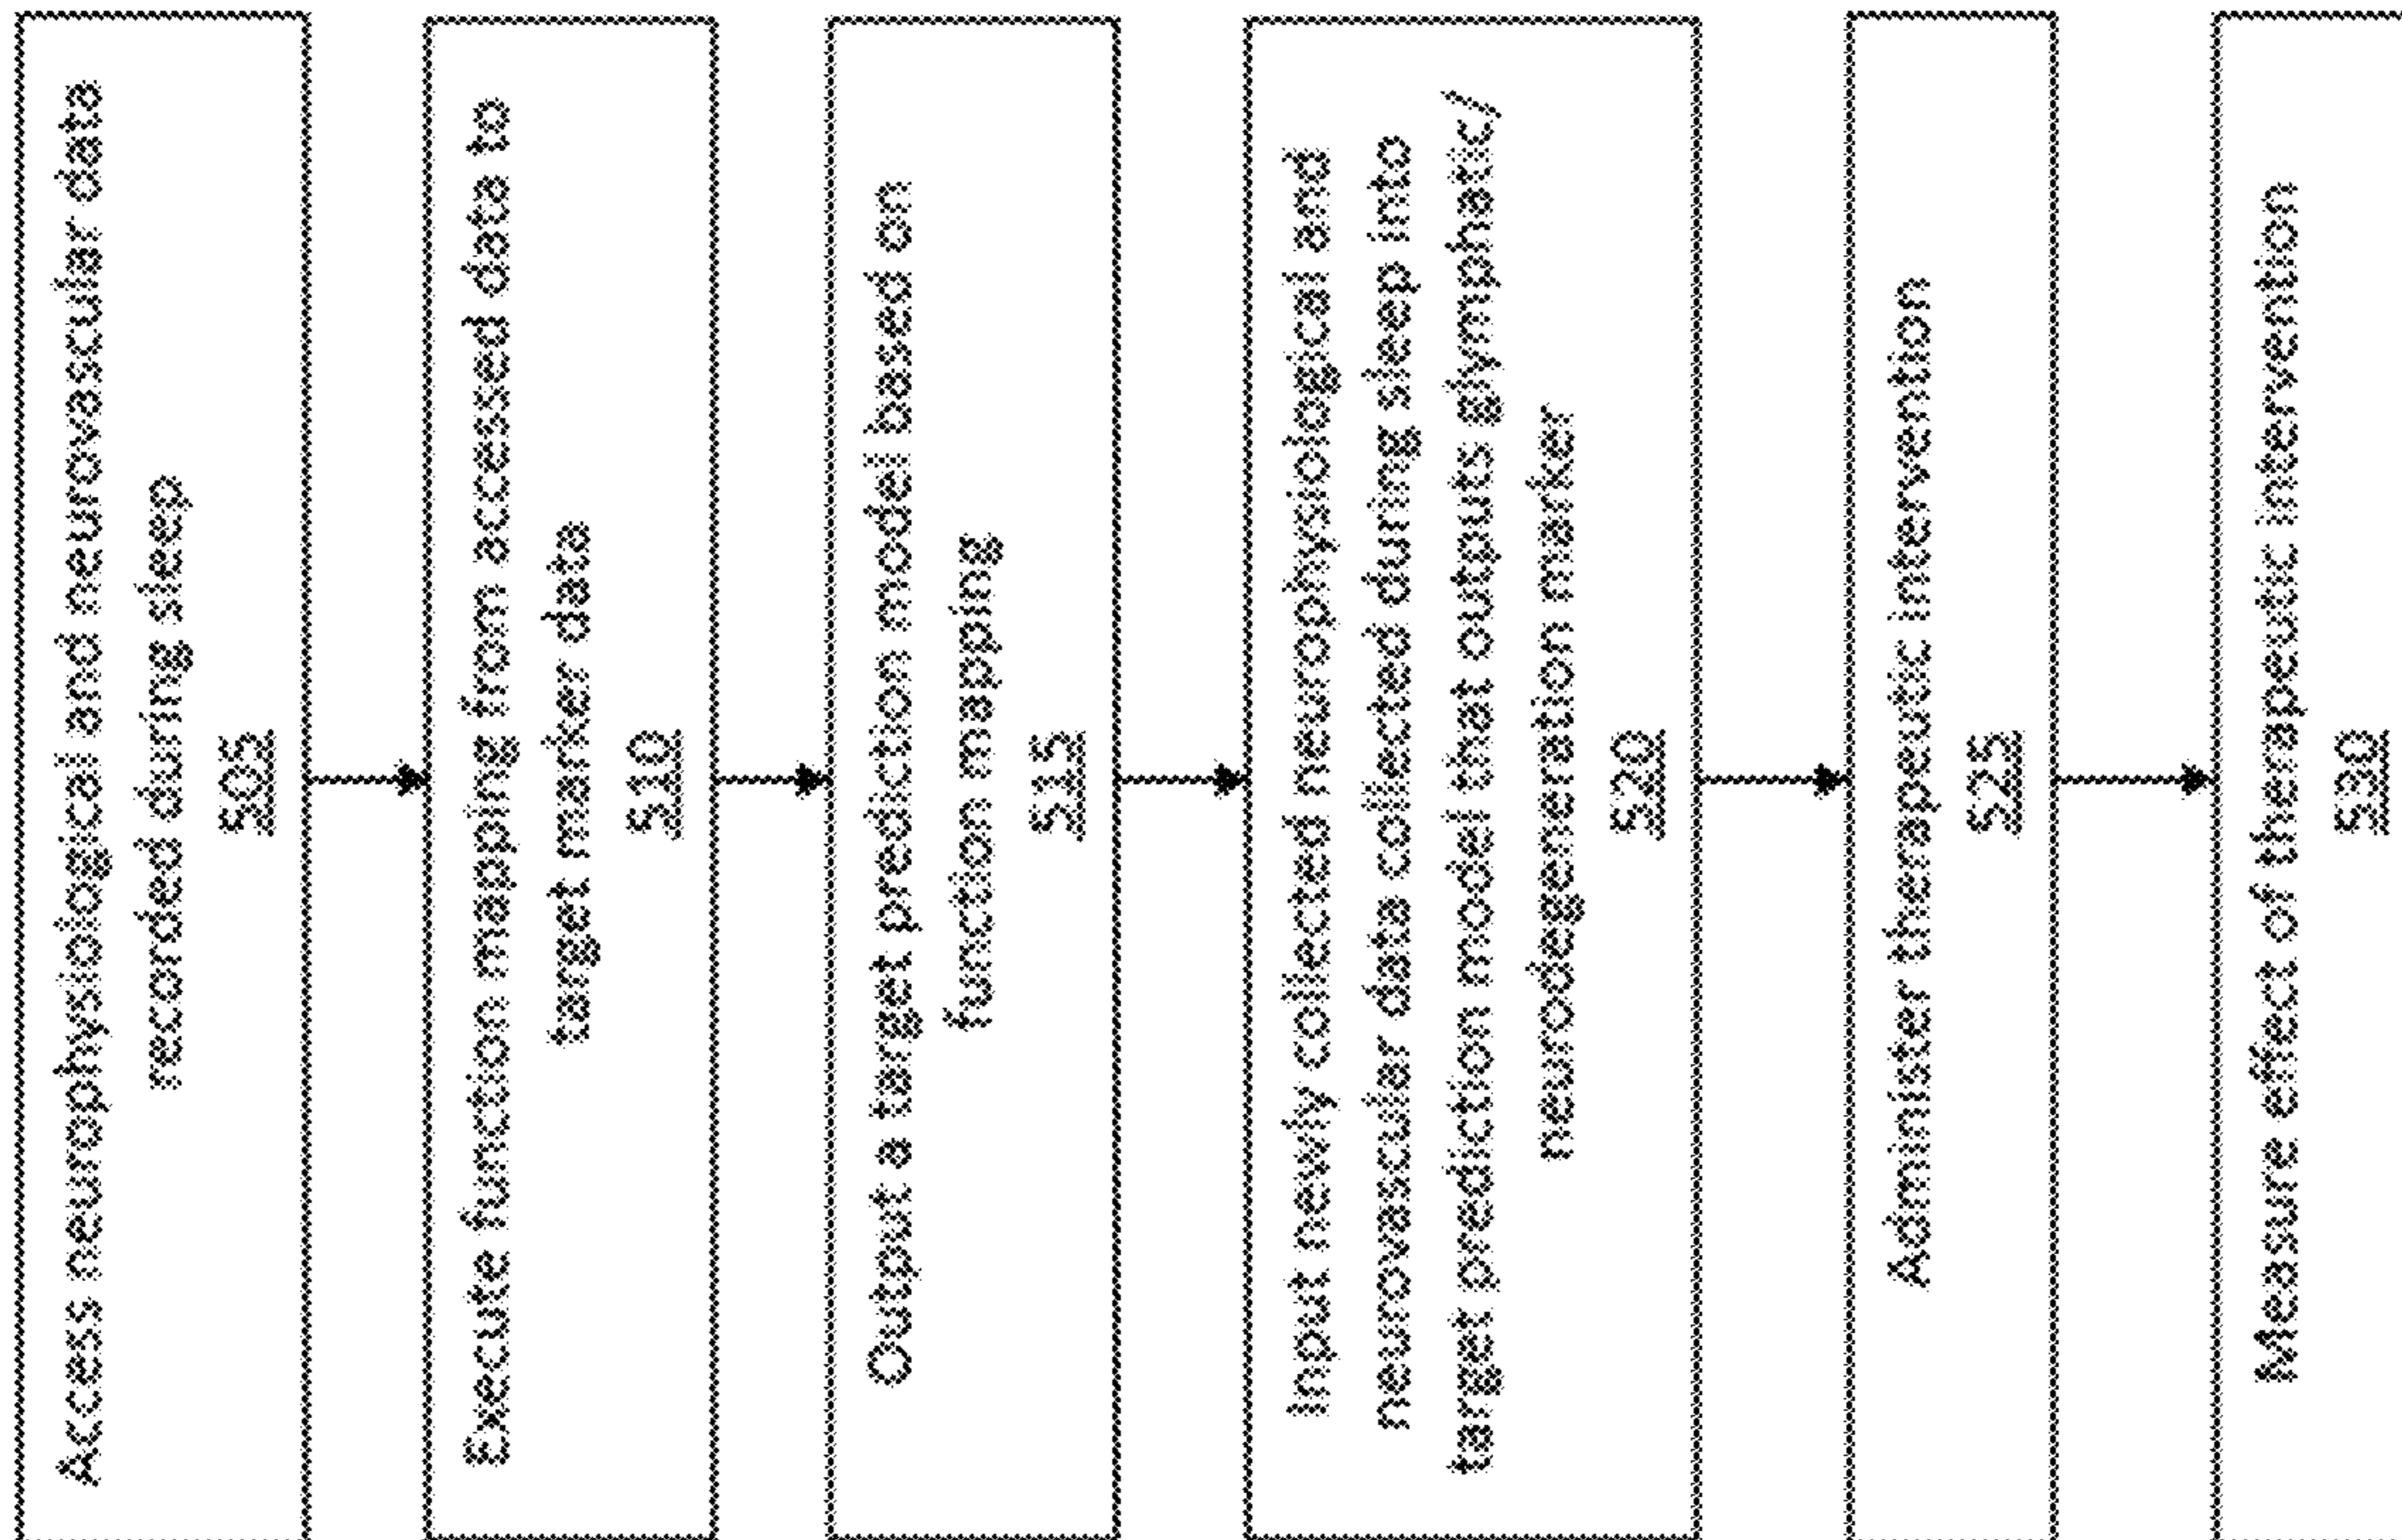 Access neurophysiological and neurovascular data
recorded during sleep
505
Execute function mapping from accessed data to
target marker data
510
Output a target prediction model based on
function mapping
515
Input newly collected neurophysiological and
neurovascular data collected during sleep into
target prediction model that outputs glymphatic/
neurodegeneration marker
520
Administer therapeutic intervention
525
Measure effect of therapeutic intervention
530